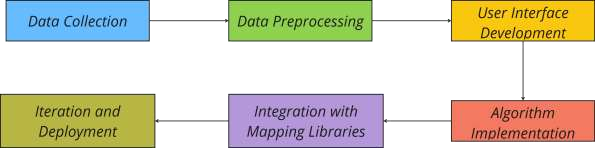 Data Collection
Data Preprocessing
User Interface
Development
Algorithm
Implementation
Integration with
Mapping Libraries
Iteration and
Deployment